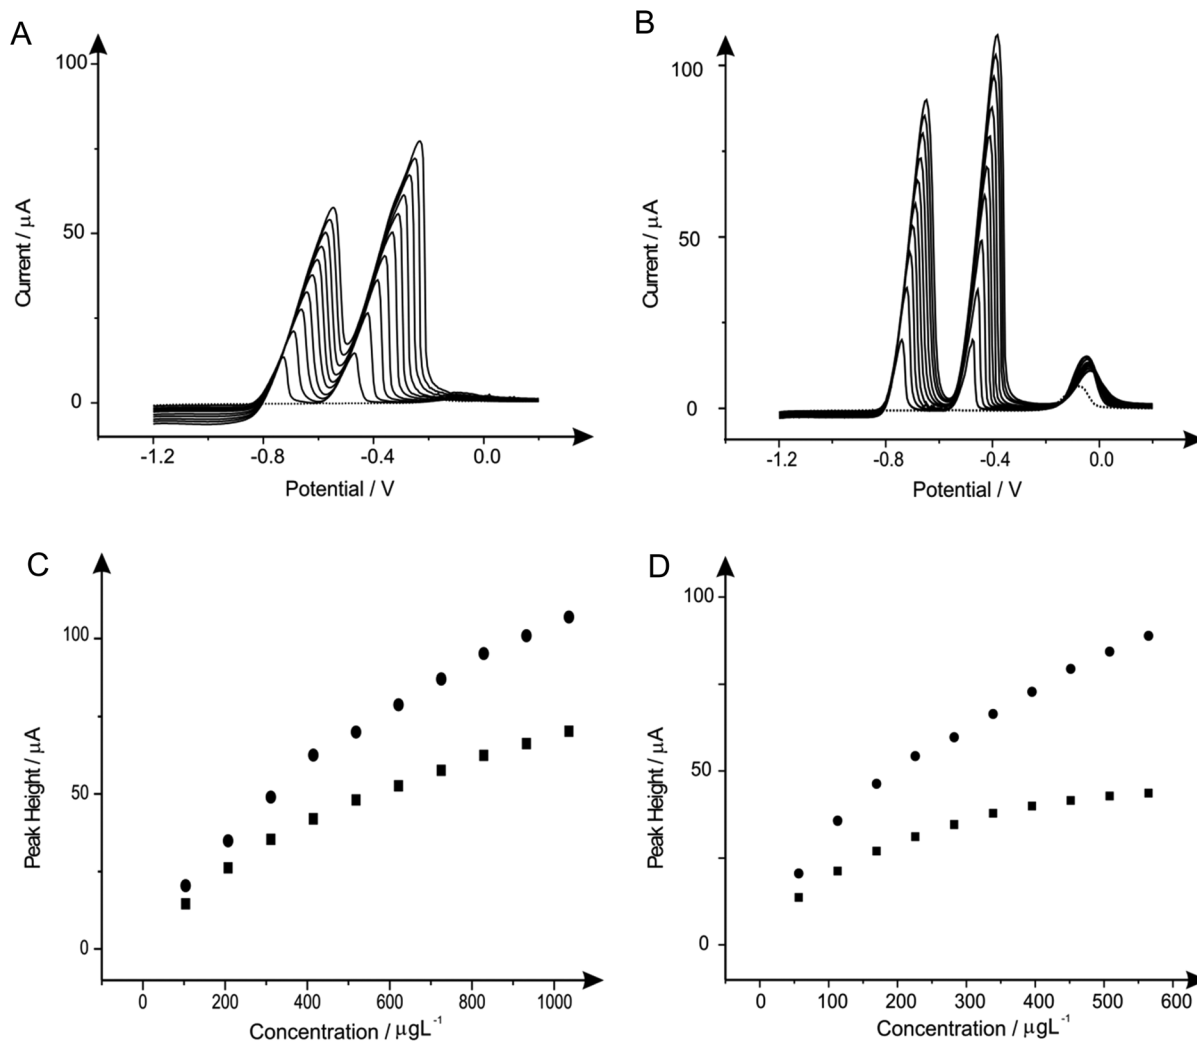 A
100
50
0
Current / μA
-1.2
-0.8
-0.4
0.0
Potential / V
B
100
50
0
Current / μA
-1.2
-0.8
-0.4
0.0
Potential / V
C
100
50
0
Peak Height / μA
0
200
400
600
800
1000
Concentration / μgL⁻¹
D
100
50
0
Peak Height / μA
0
100
200
300
400
500
600
Concentration / μgL⁻¹